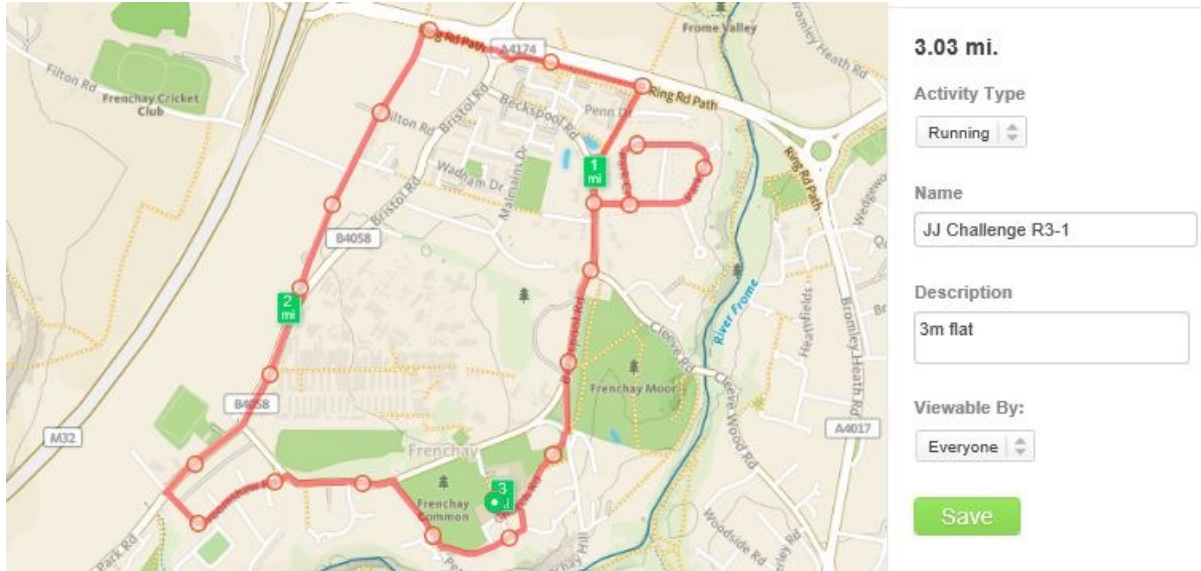 Frome Valley
Bromley Heath Rd
Ring Rd Path
A4174
Filton Rd
Frenchay Cricket
Club
Ring Rd Path
Beckspool Rd
Penn Dr
Filton Rd
Bristol Rd
Ring Rd Path
Wadham Dr
Malmains Dr
1
mi
Park
Bristol Rd
B4058
2
mi
River Frome
Heathfields
Bromley Heath Rd
Cleeve Rd
Frenchay Moor
Cleeve Wood Rd
B4058
M32
A4017
Frenchay
3
Frenchay
Common
Park Rd
Woodside Rd
3.03 mi.
Activity Type
Running
Name
JJ Challenge R3-1
Description
3m flat
Viewable By:
Everyone
Save